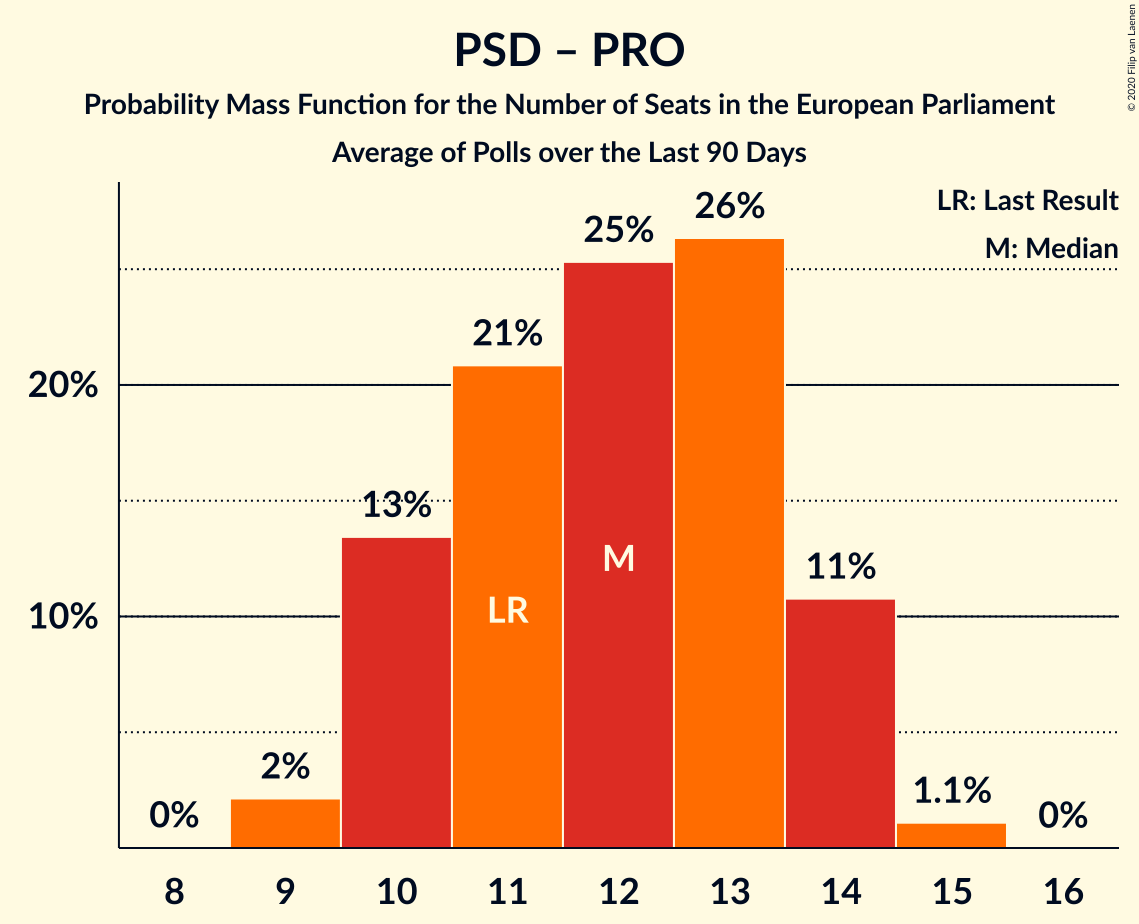 PSD – PRO
Probability Mass Function for the Number of Seats in the European Parliament
Average of Polls over the Last 90 Days
© 2020 Filip van Laenen
LR: Last Result
M: Median
20%
10%
0%
2%
13%
21%
25%
26%
11%
1.1%
0%
LR
M
8 9 10 11 12 13 14 15 16